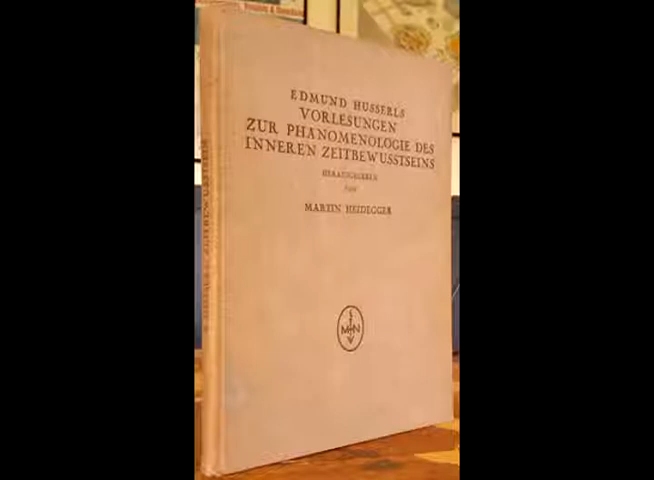 EDMUND HUSSERLS
VORLESUNGEN
ZUR PHÄNOMENOLOGIE DES
INNEREN ZEITBEWUSSTSEINS
HERAUSGEGEBEN
VON
MARTIN HEIDEGGER
M N